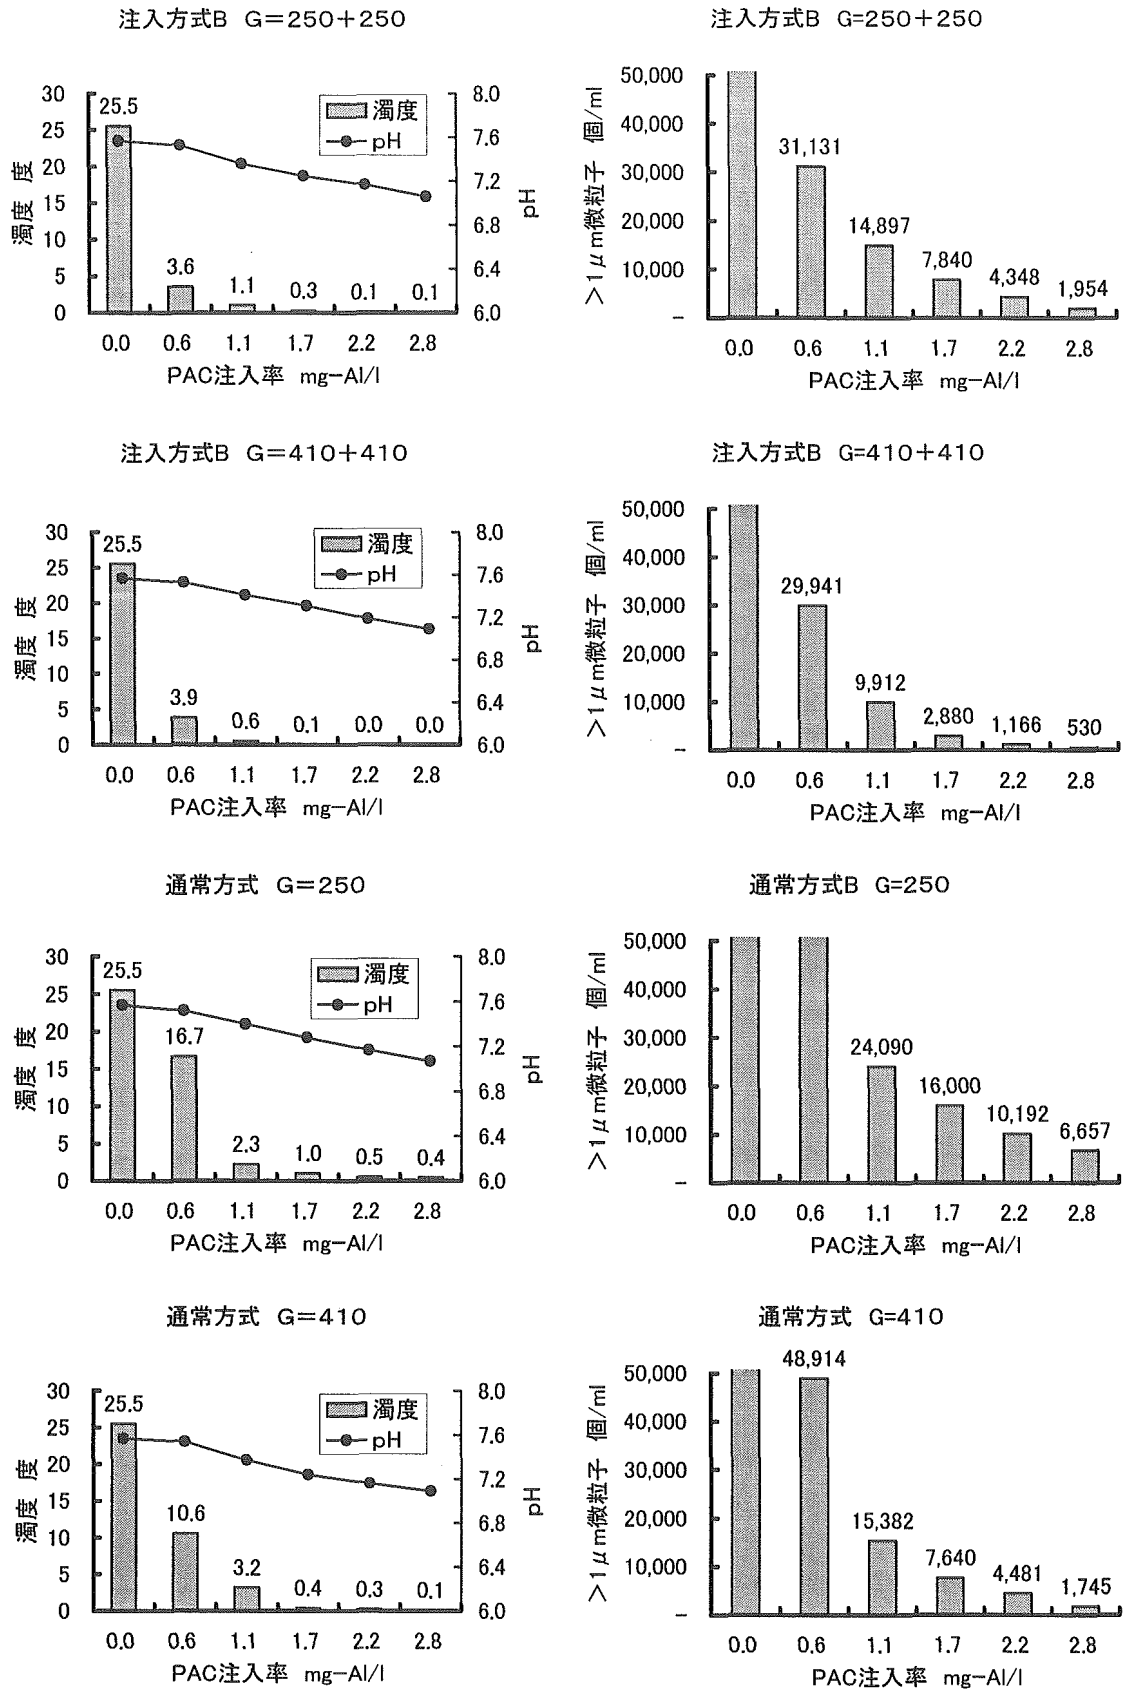 注入方式B G=250+250
30
25
20
15
10
5
0
濁度 度
25.5
3.6
1.1
0.3
0.1
0.1
濁度
pH
8.0
7.6
7.2
6.8
6.4
6.0
pH
0.0 0.6 1.1 1.7 2.2 2.8
PAC注入率 mg-Al/l
注入方式B G=250+250
50,000
40,000
30,000
20,000
10,000
-
>1μm微粒子 個/ml
31,131
14,897
7,840
4,348
1,954
0.0 0.6 1.1 1.7 2.2 2.8
PAC注入率 mg-Al/l
注入方式B G=410+410
30
25
20
15
10
5
0
濁度 度
25.5
3.9
0.6
0.1
0.0
0.0
濁度
pH
8.0
7.6
7.2
6.8
6.4
6.0
pH
0.0 0.6 1.1 1.7 2.2 2.8
PAC注入率 mg-Al/l
注入方式B G=410+410
50,000
40,000
30,000
20,000
10,000
-
>1μm微粒子 個/ml
29,941
9,912
2,880
1,166
530
0.0 0.6 1.1 1.7 2.2 2.8
PAC注入率 mg-Al/l
通常方式 G=250
30
25
20
15
10
5
0
濁度 度
25.5
16.7
2.3
1.0
0.5
0.4
濁度
pH
8.0
7.6
7.2
6.8
6.4
6.0
pH
0.0 0.6 1.1 1.7 2.2 2.8
PAC注入率 mg-Al/l
通常方式B G=250
50,000
40,000
30,000
20,000
10,000
-
>1μm微粒子 個/ml
24,090
16,000
10,192
6,657
0.0 0.6 1.1 1.7 2.2 2.8
PAC注入率 mg-Al/l
通常方式 G=410
30
25
20
15
10
5
0
濁度 度
25.5
10.6
3.2
0.4
0.3
0.1
濁度
pH
8.0
7.6
7.2
6.8
6.4
6.0
pH
0.0 0.6 1.1 1.7 2.2 2.8
PAC注入率 mg-Al/l
通常方式 G=410
50,000
40,000
30,000
20,000
10,000
-
>1μm微粒子 個/ml
48,914
15,382
7,640
4,481
1,745
0.0 0.6 1.1 1.7 2.2 2.8
PAC注入率 mg-Al/l